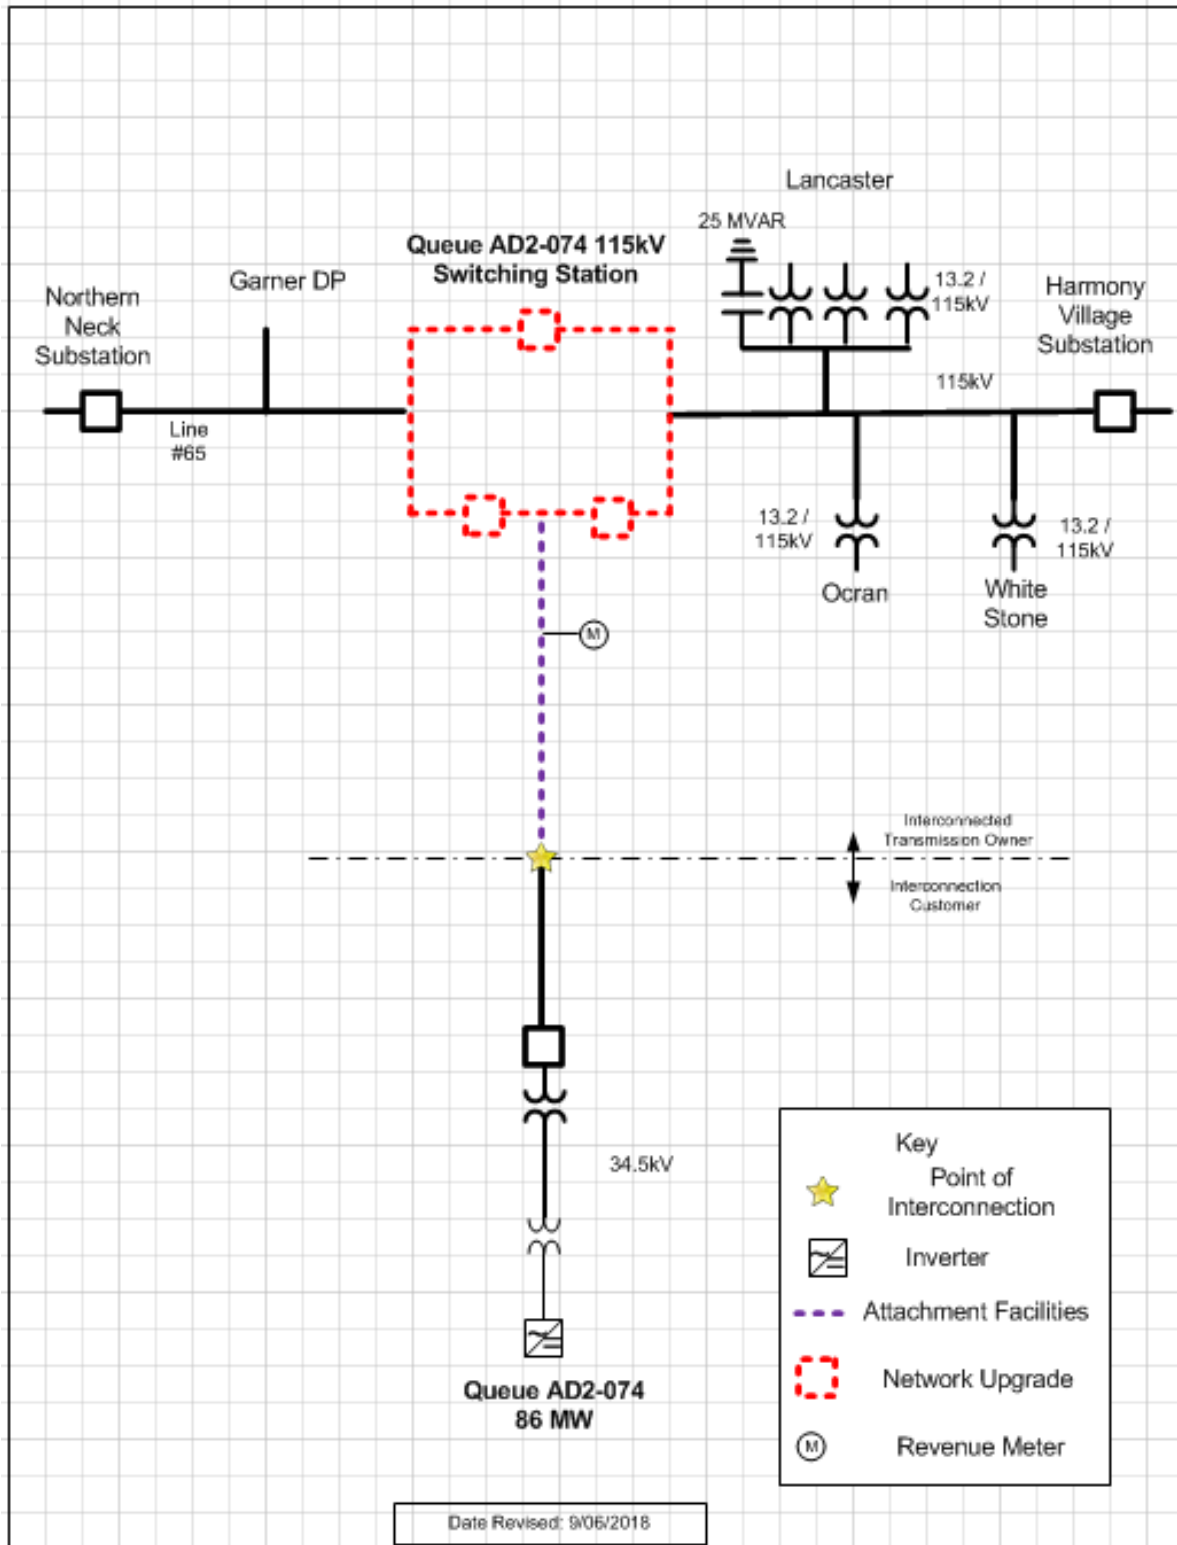 Lancaster
25 MVAR
Queue AD2-074 115kV
Switching Station
Garner DP
Northern
Neck
Substation
13.2 /
115kV
Harmony
Village
Substation
115kV
Line
#65
13.2 /
115kV
13.2 /
115kV
Ocran
White
Stone
M
Interconnected
Transmission Owner
Interconnection
Customer
34.5kV
Queue AD2-074
86 MW
Key
Point of
Interconnection
Inverter
Attachment Facilities
Network Upgrade
M
Revenue Meter
Date Revised: 9/06/2018